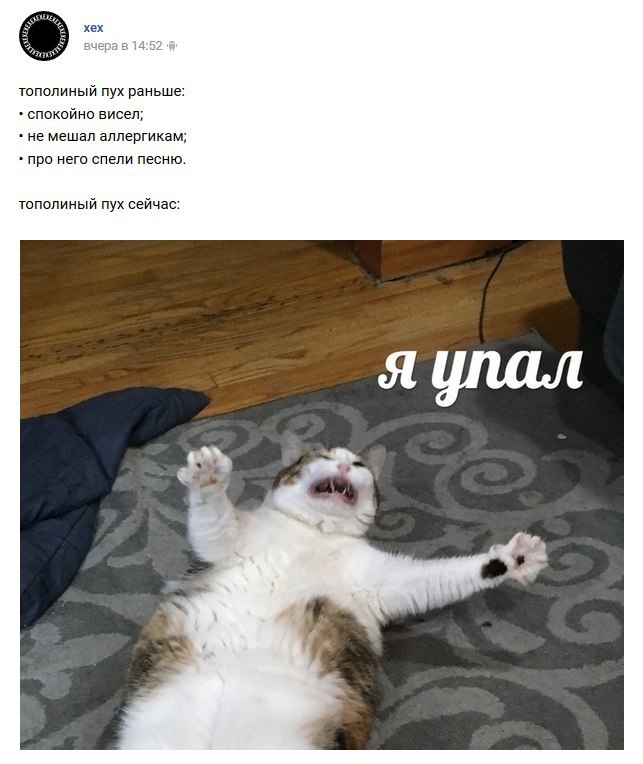 хех
вчера в 14:52
тополиный пух раньше:
• спокойно висел;
• не мешал аллергикам;
• про него спели песню.
тополиный пух сейчас:
я упал